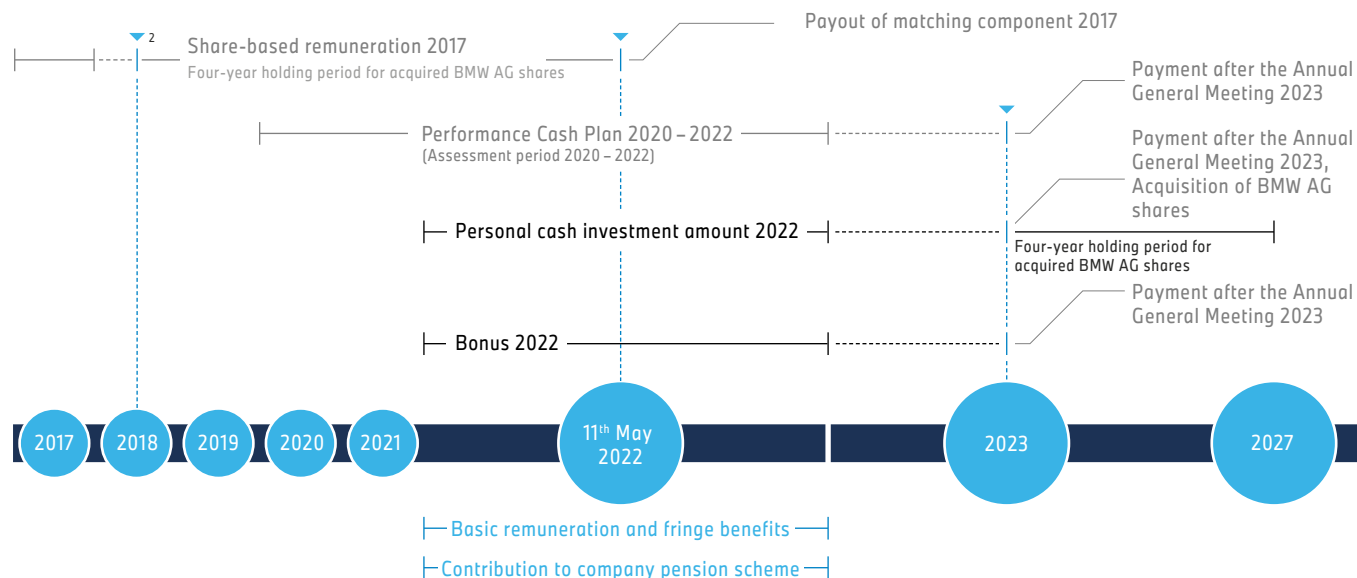 2
Share-based remuneration 2017
Four-year holding period for acquired BMW AG shares
Payout of matching component 2017
Performance Cash Plan 2020 – 2022
(Assessment period 2020 – 2022)
Payment after the Annual
General Meeting 2023
Payment after the Annual
General Meeting 2023,
Acquisition of BMW AG
shares
Personal cash investment amount 2022
Four-year holding period for
acquired BMW AG shares
Bonus 2022
Payment after the Annual
General Meeting 2023
2017
2018
2019
2020
2021
11th May
2022
2023
2027
Basic remuneration and fringe benefits
Contribution to company pension scheme